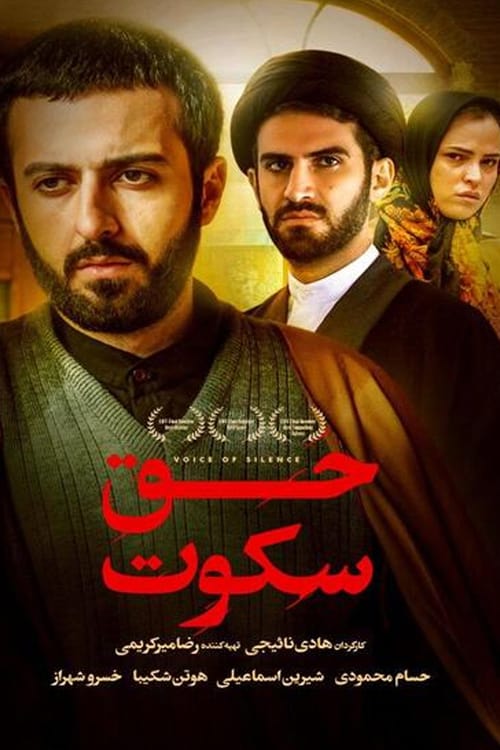 VOICE OF SILENCE
حق
سکوت
کارگردان هادی نائیجی تهیه‌کننده رضا میرکریمی
حسام محمودی شیرین اسماعیلی هوتن شکیبا خسرو شهراز